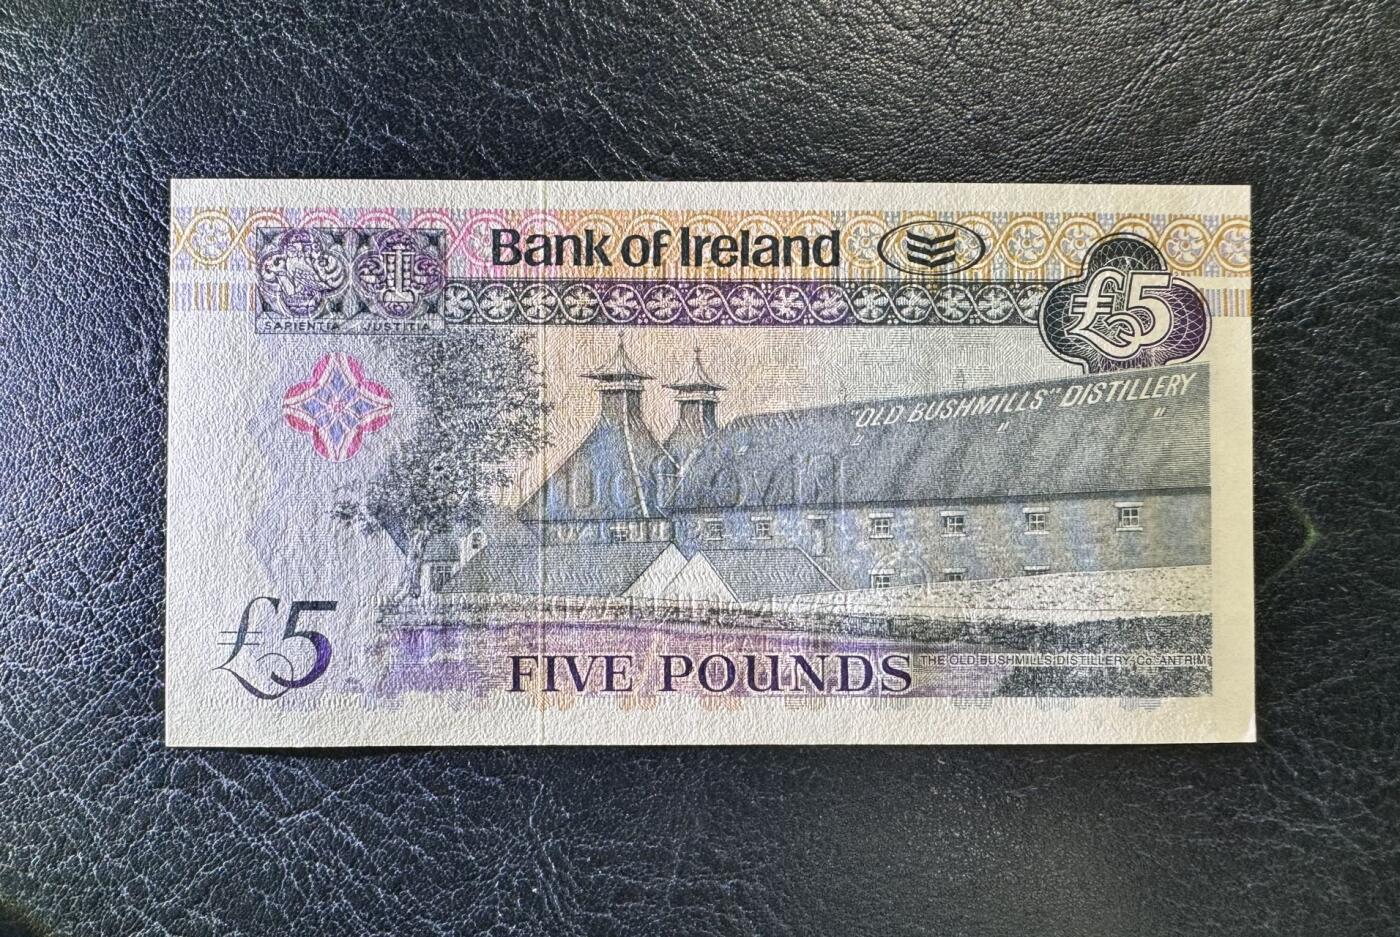 Bank of Ireland
£5
SAPIENTIA JUSTITIA
"OLD BUSHMILLS" DISTILLERY
£5
FIVE POUNDS
THE OLD BUSHMILLS DISTILLERY, Co. ANTRIM